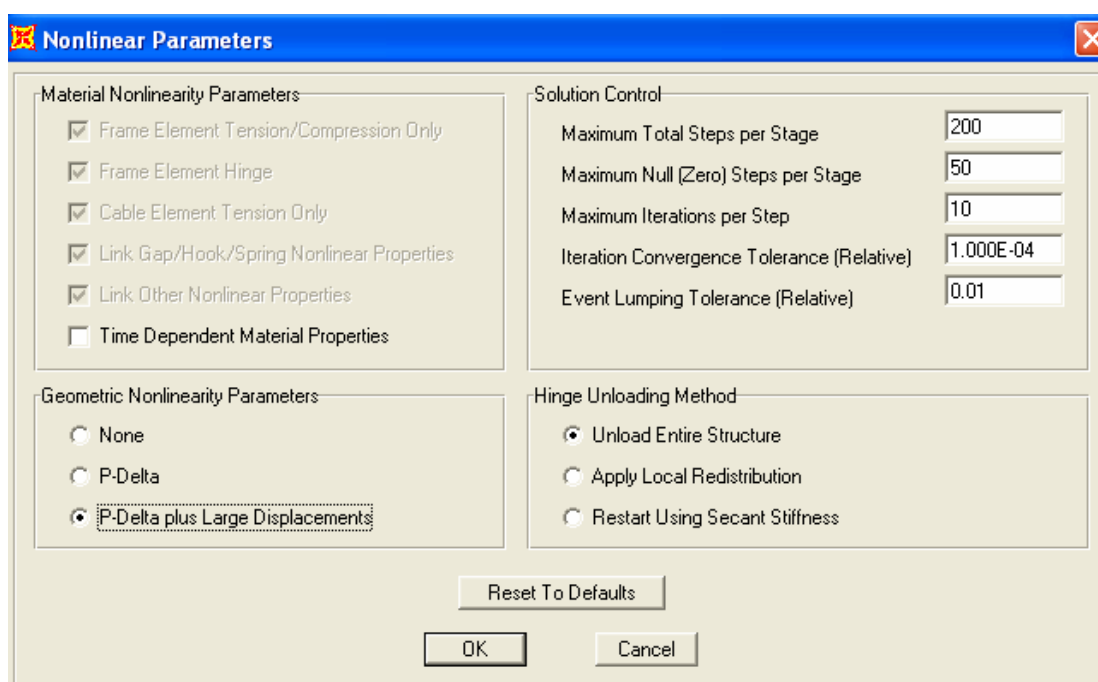 Nonlinear Parameters
Material Nonlinearity Parameters
Frame Element Tension/Compression Only
Frame Element Hinge
Cable Element Tension Only
Link Gap/Hook/Spring Nonlinear Properties
Link Other Nonlinear Properties
Time Dependent Material Properties
Solution Control
Maximum Total Steps per Stage 200
Maximum Null (Zero) Steps per Stage 50
Maximum Iterations per Step 10
Iteration Convergence Tolerance (Relative) 1.000E-04
Event Lumping Tolerance (Relative) 0.01
Geometric Nonlinearity Parameters
None
P-Delta
P-Delta plus Large Displacements
Hinge Unloading Method
Unload Entire Structure
Apply Local Redistribution
Restart Using Secant Stiffness
Reset To Defaults
OK Cancel